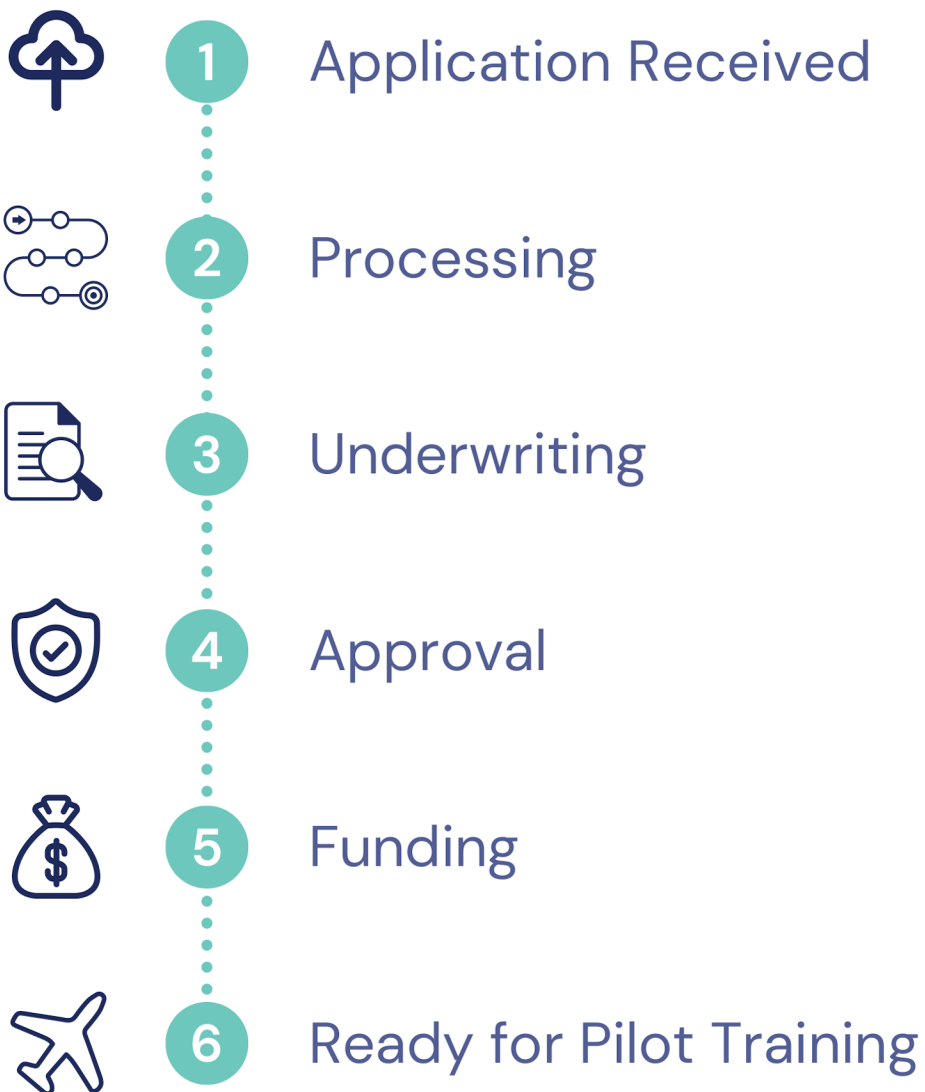 1 Application Received
2 Processing
3 Underwriting
4 Approval
$ 5 Funding
6 Ready for Pilot Training